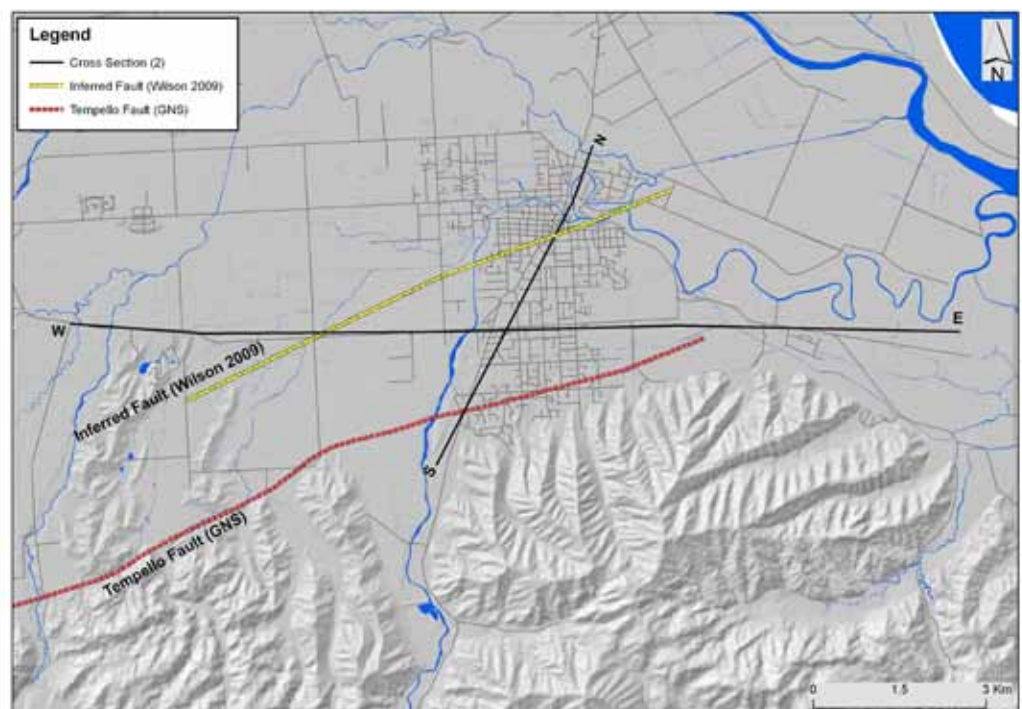 Legend
Cross Section (2)
Inferred Fault (Wilson 2009)
Tempello Fault (GNS)
N
N
W
E
Inferred Fault (Wilson 2009)
S
Tempello Fault (GNS)
0 1.5 3 Km